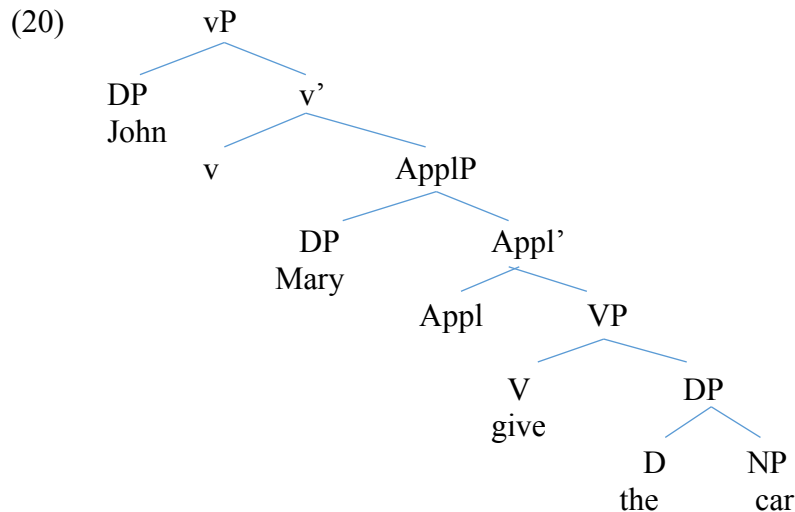 (20) vP
DP v’
John
v ApplP
DP Appl’
Mary
Appl VP
V DP
give
D NP
the car